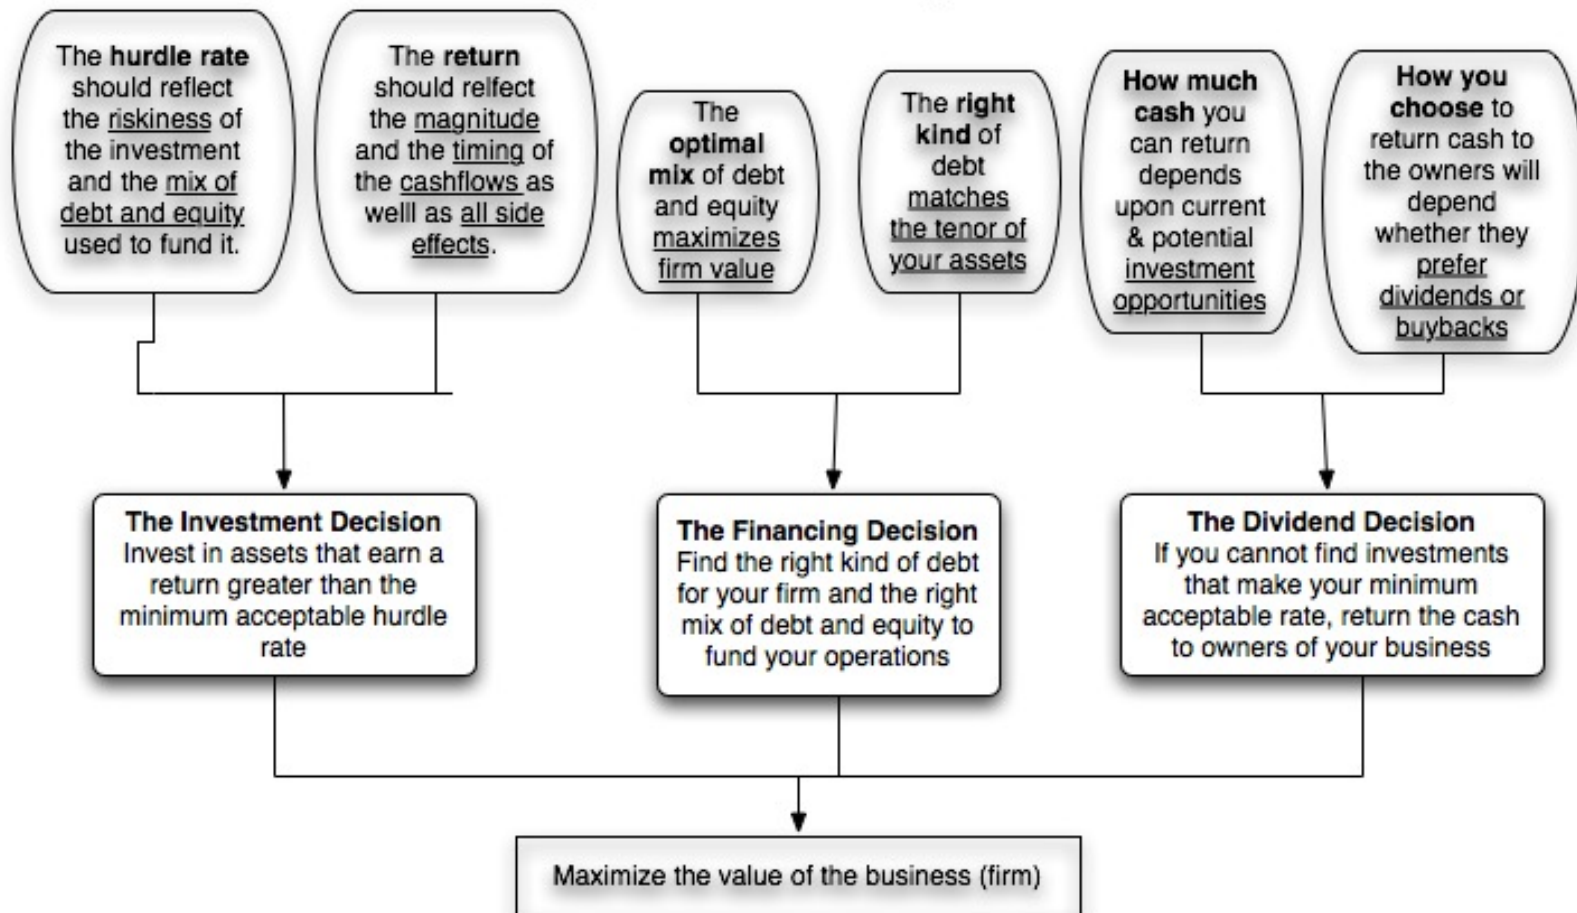 The hurdle rate
should reflect
the riskiness of
the investment
and the mix of
debt and equity
used to fund it.
The return
should relfect
the magnitude
and the timing of
the cashflows as
welll as all side
effects.
The
optimal
mix of debt
and equity
maximizes
firm value
The right
kind of
debt
matches
the tenor of
your assets
How much
cash you
can return
depends
upon current
& potential
investment
opportunities
How you
choose to
return cash to
the owners will
depend
whether they
prefer
dividends or
buybacks
The Investment Decision
Invest in assets that earn a
return greater than the
minimum acceptable hurdle
rate
The Financing Decision
Find the right kind of debt
for your firm and the right
mix of debt and equity to
fund your operations
The Dividend Decision
If you cannot find investments
that make your minimum
acceptable rate, return the cash
to owners of your business
Maximize the value of the business (firm)